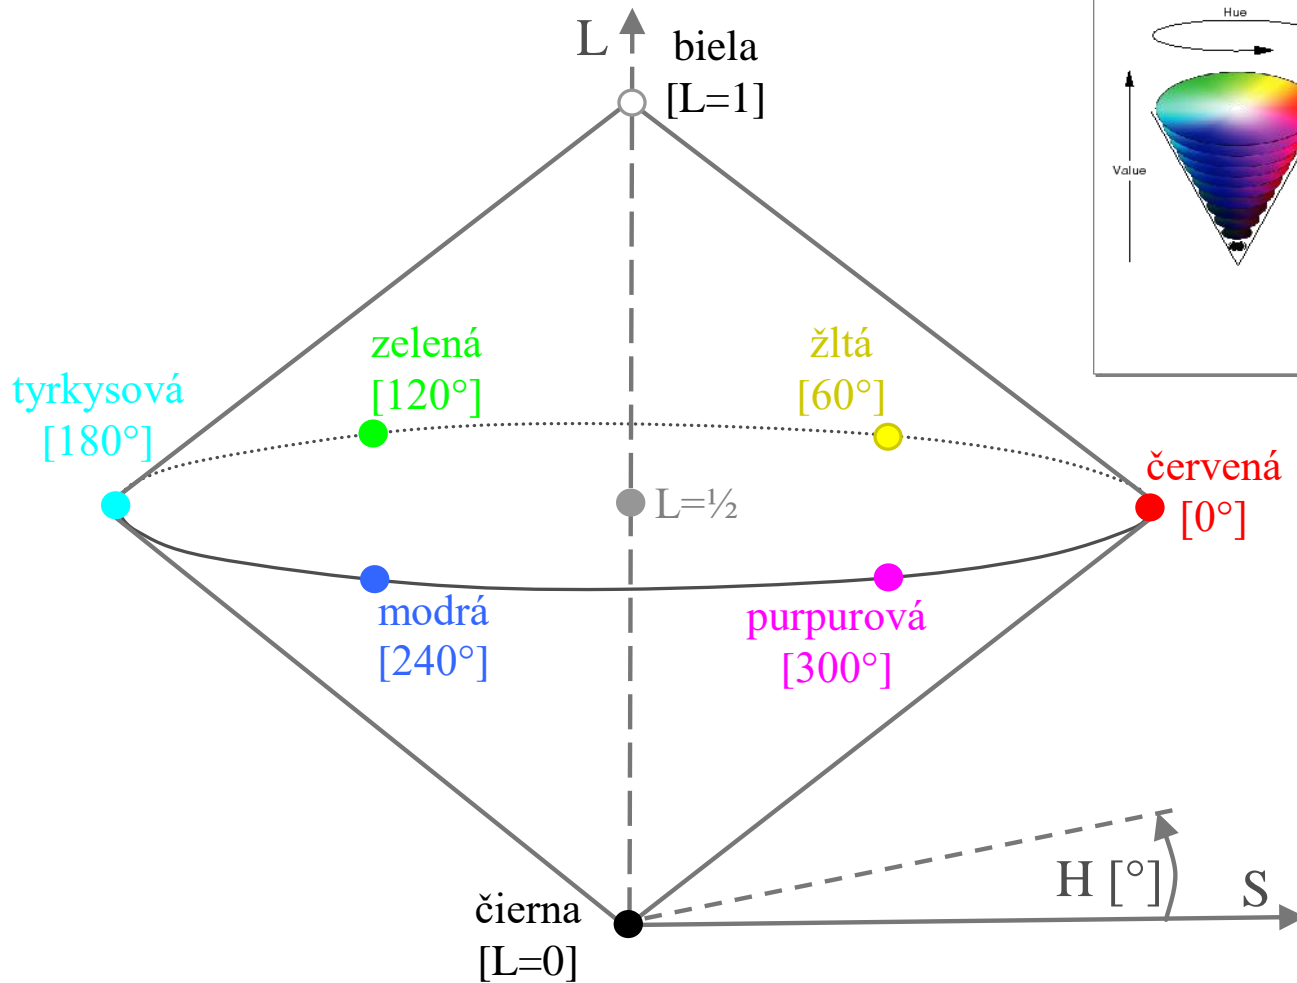 L
biela
[L=1]
Hue
Value
zelená
[120°]
žltá
[60°]
tyrkysová
[180°]
červená
[0°]
L=½
modrá
[240°]
purpurová
[300°]
H [°]
S
čierna
[L=0]